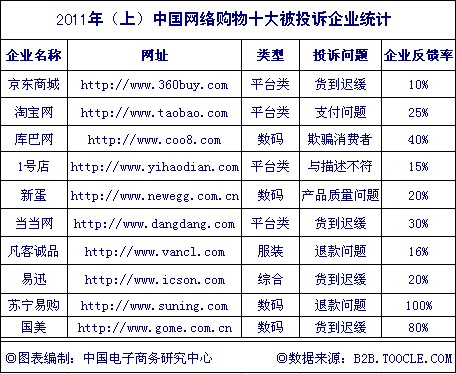 2011年（上）中国网络购物十大被投诉企业统计
企业名称 网址 类型 投诉问题 企业反馈率
京东商城 http://www.360buy.com 平台类 货到迟缓 10%
淘宝网 http://www.taobao.com 平台类 支付问题 25%
库巴网 http://www.coo8.com 数码 欺骗消费者 40%
1号店 http://www.yihaodian.com 平台类 与描述不符 15%
新蛋 http://www.newegg.com.cn 数码 产品质量问题 20%
当当网 http://www.dangdang.com 平台类 货到迟缓 30%
凡客诚品 http://www.vancl.com 服装 退款问题 16%
易迅 http://www.icson.com 综合 货到迟缓 20%
苏宁易购 http://www.suning.com 数码 退款问题 100%
国美 http://www.gome.com.cn 数码 货到迟缓 80%
◎图表编制：中国电子商务研究中心 ◎数据来源：B2B.TOOCLE.COM